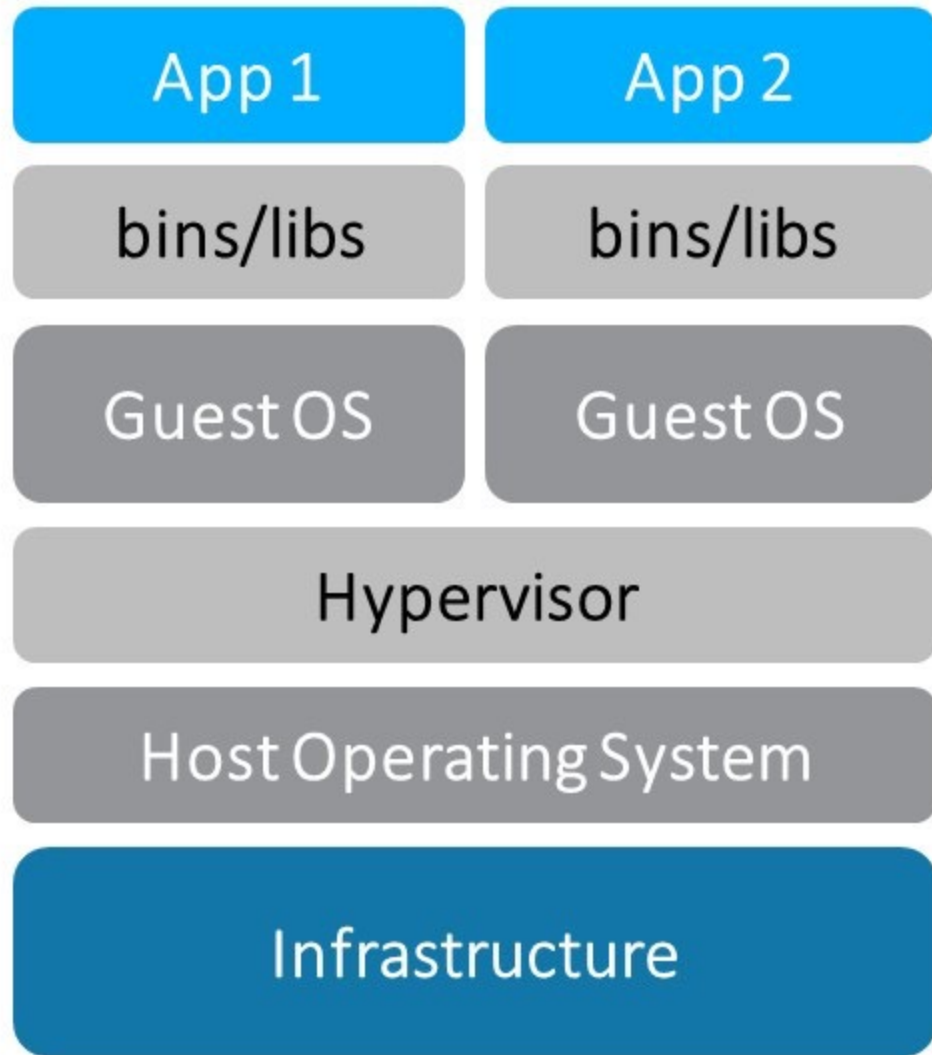 App 1
App 2
bins/libs
bins/libs
Guest OS
Guest OS
Hypervisor
Host Operating System
Infrastructure